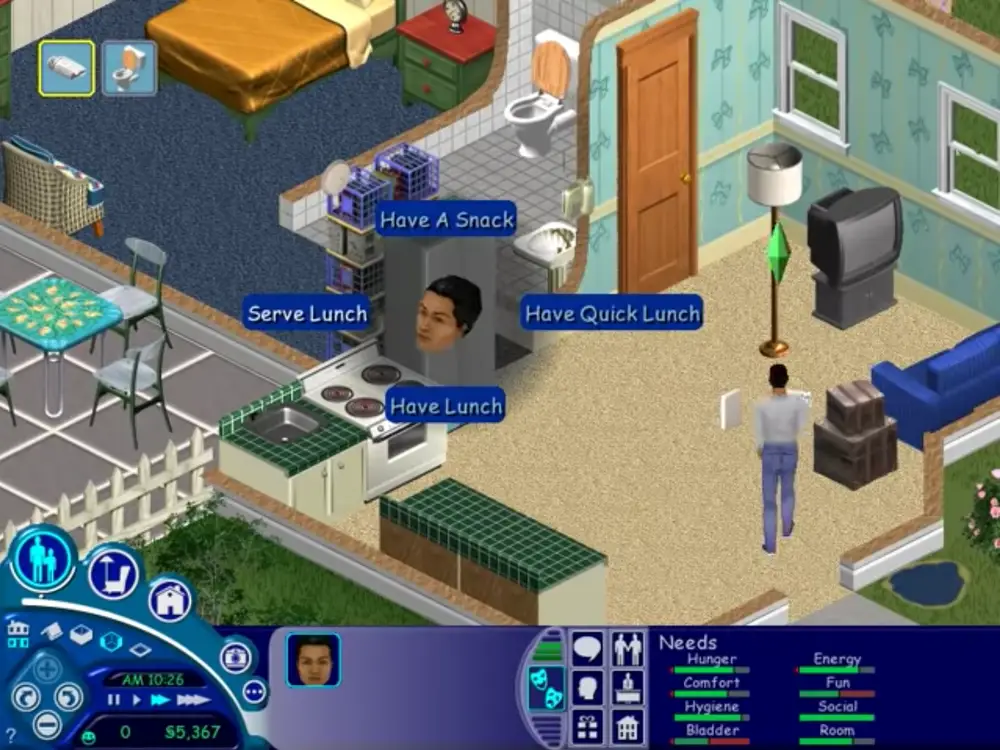 Have A Snack
Serve Lunch
Have Quick Lunch
Have Lunch
AM 10:26
0
§5,367
?
Needs
Hunger
Energy
Comfort
Fun
Hygiene
Social
Bladder
Room